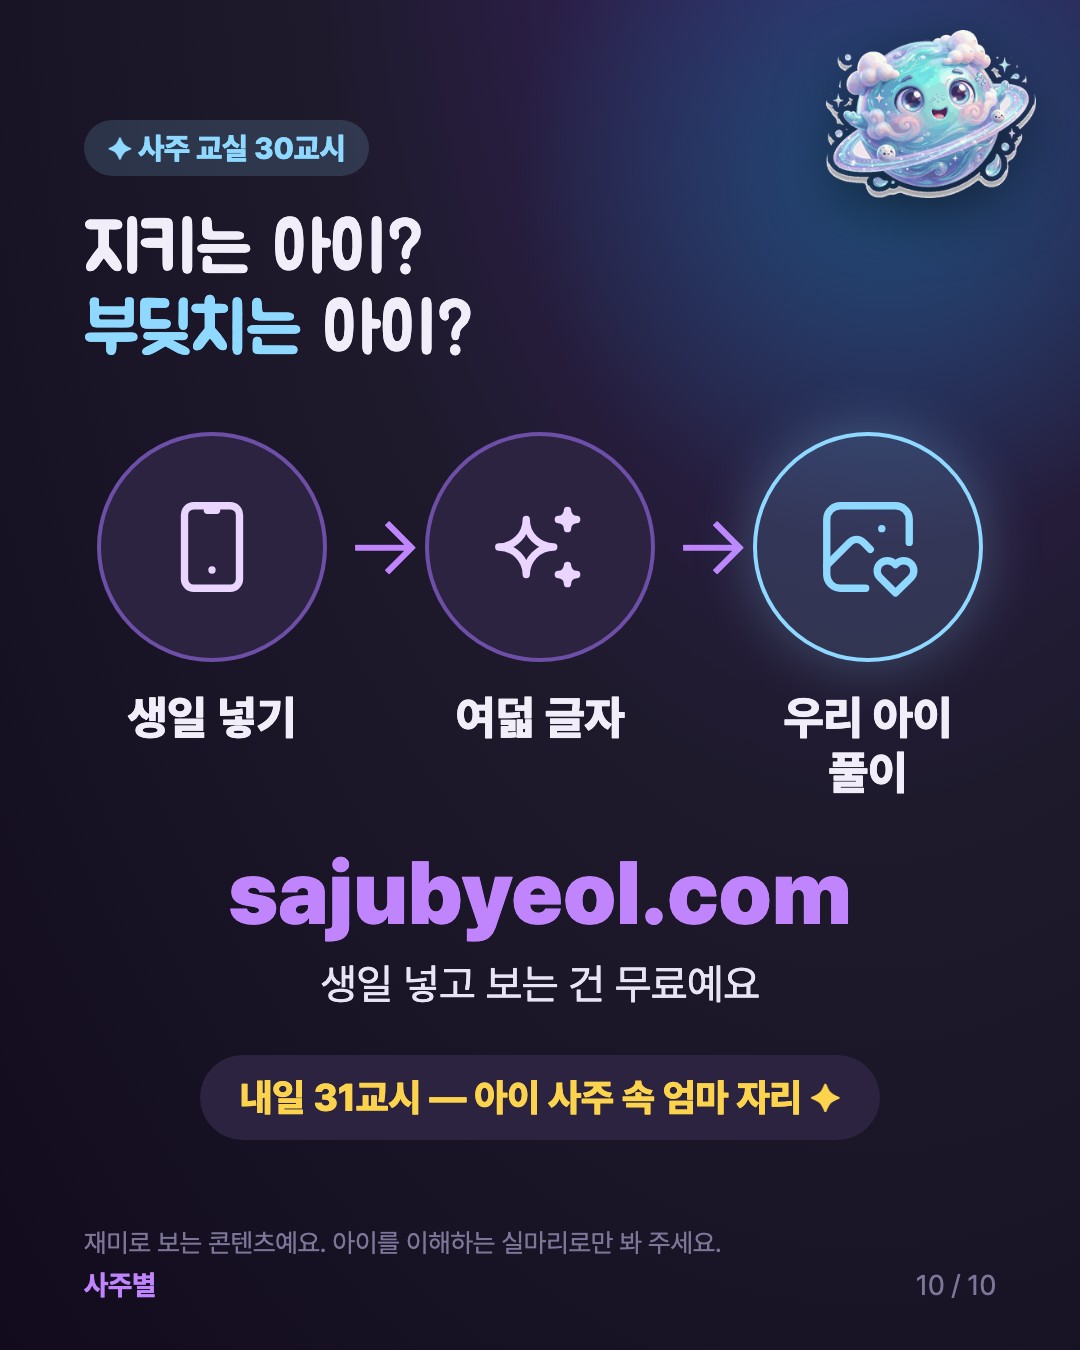 ✦ 사주 교실 30교시
지키는 아이?
부딪치는 아이?
생일 넣기
여덟 글자
우리 아이
풀이
sajubyeol.com
생일 넣고 보는 건 무료예요
내일 31교시 — 아이 사주 속 엄마 자리 ✦
재미로 보는 콘텐츠예요. 아이를 이해하는 실마리로만 봐 주세요.
사주별
10 / 10